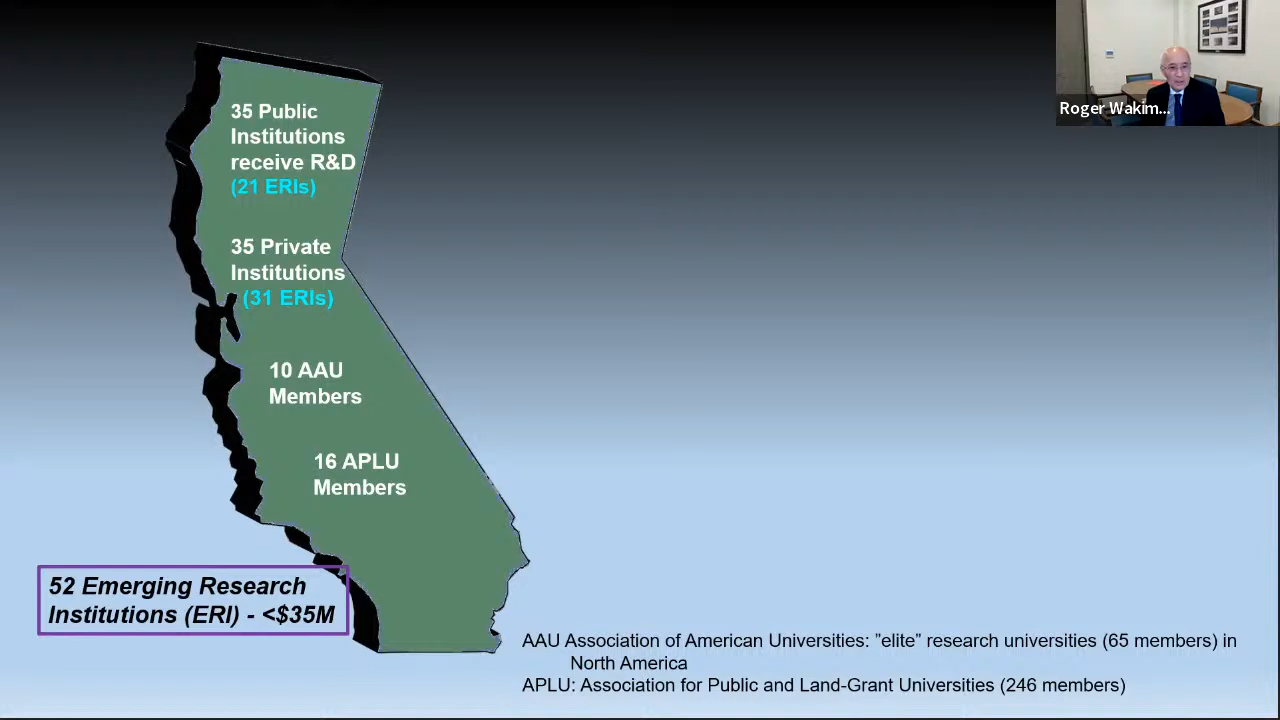 35 Public
Institutions
receive R&D
(21 ERIs)
35 Private
Institutions
(31 ERIs)
10 AAU
Members
16 APLU
Members
52 Emerging Research
Institutions (ERI) - <$35M
AAU Association of American Universities: ”elite” research universities (65 members) in
North America
APLU: Association for Public and Land-Grant Universities (246 members)
Roger Wakim...